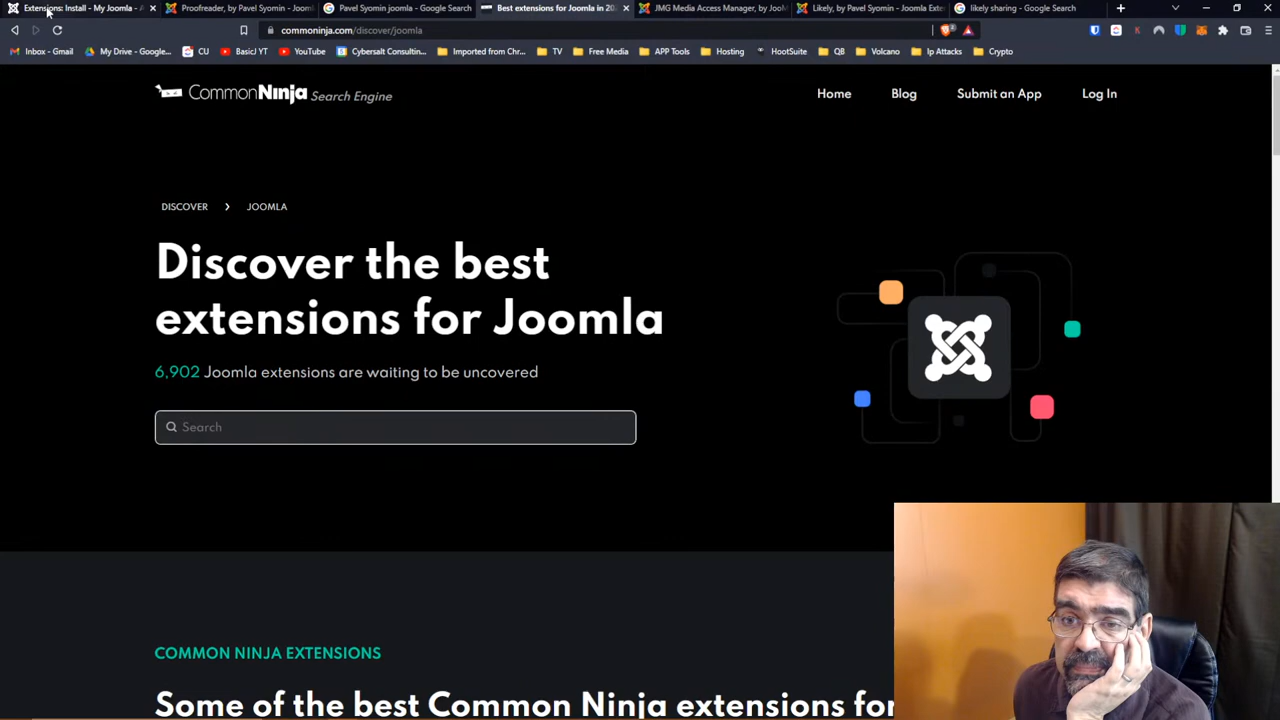 Extensions: Install - My Joomla - A
Proofreader, by Pavel Syomin - Jooml
Pavel Syomin joomla - Google Search
Best extensions for Joomla in 202
JMG Media Access Manager, by JooM
Likely, by Pavel Syomin - Joomla Exte
likely sharing - Google Search
commoninja.com/discover/joomla
Inbox - Gmail
My Drive - Google...
CU
BasicJ YT
YouTube
Cybersalt Consultin...
Imported from Chr...
TV
Free Media
APP Tools
Hosting
HootSuite
QB
Volcano
Ip Attacks
Crypto
CommonNinja Search Engine
Home
Blog
Submit an App
Log In
DISCOVER > JOOMLA
Discover the best
extensions for Joomla
6,902 Joomla extensions are waiting to be uncovered
Search
COMMON NINJA EXTENSIONS
Some of the best Common Ninja extensions for